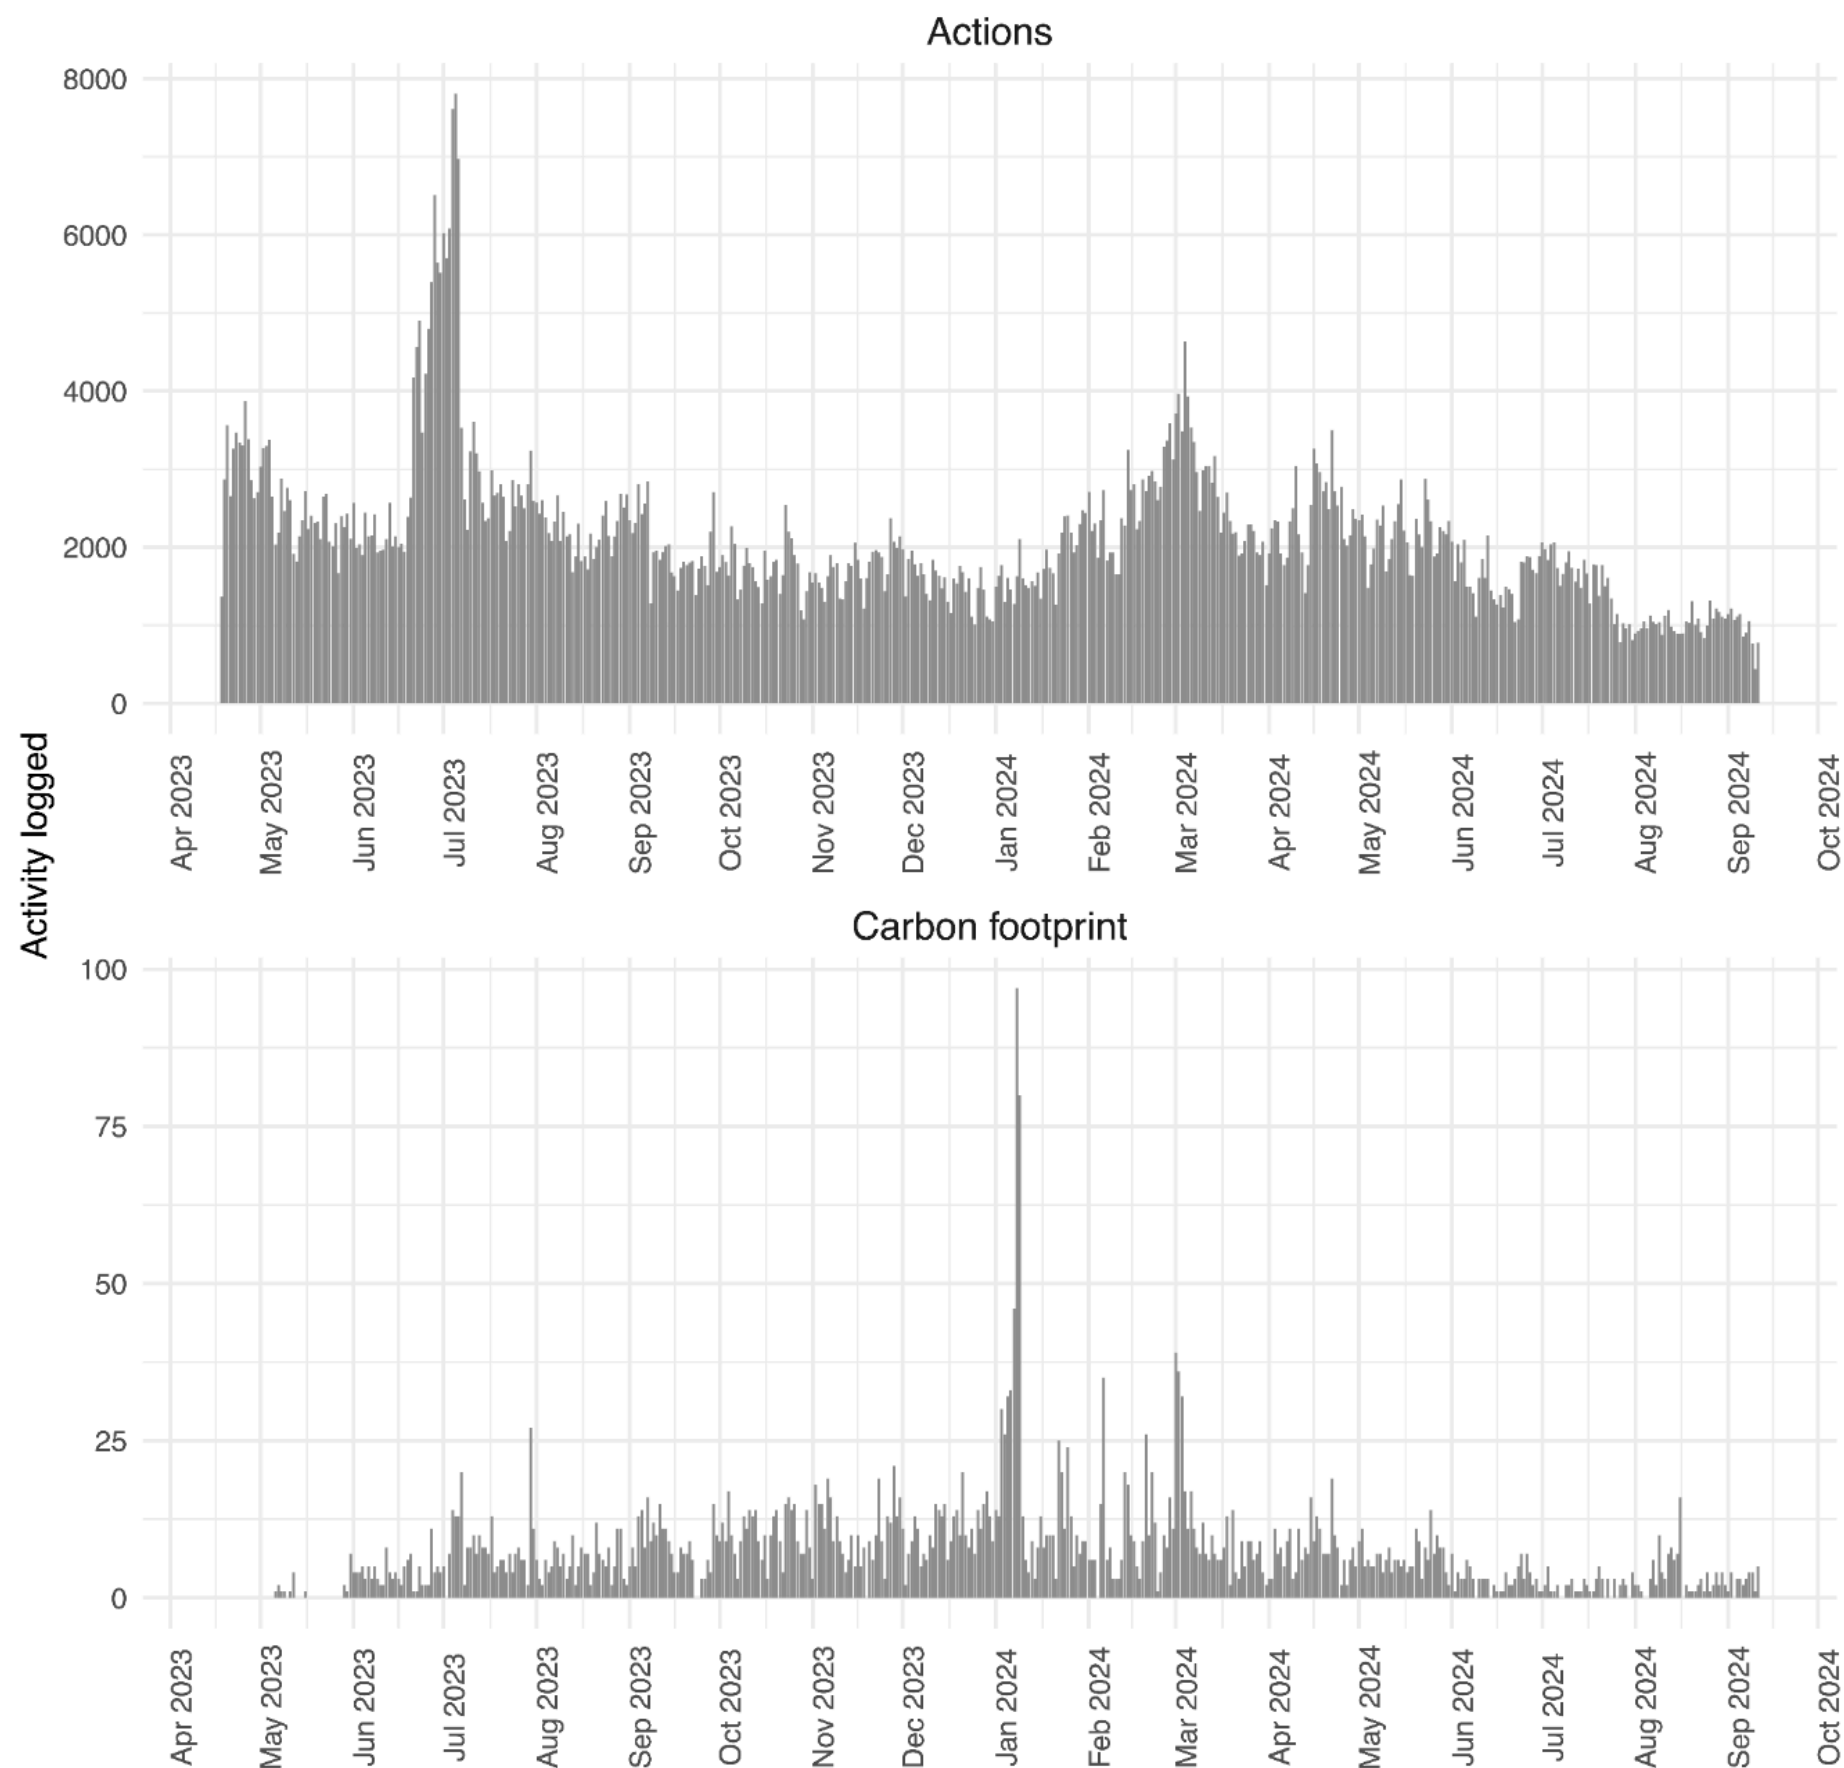 Actions
8000
6000
4000
2000
0
Apr 2023
May 2023
Jun 2023
Jul 2023
Aug 2023
Sep 2023
Oct 2023
Nov 2023
Dec 2023
Jan 2024
Feb 2024
Mar 2024
Apr 2024
May 2024
Jun 2024
Jul 2024
Aug 2024
Sep 2024
Oct 2024
Activity logged
Carbon footprint
100
75
50
25
0
Apr 2023
May 2023
Jun 2023
Jul 2023
Aug 2023
Sep 2023
Oct 2023
Nov 2023
Dec 2023
Jan 2024
Feb 2024
Mar 2024
Apr 2024
May 2024
Jun 2024
Jul 2024
Aug 2024
Sep 2024
Oct 2024